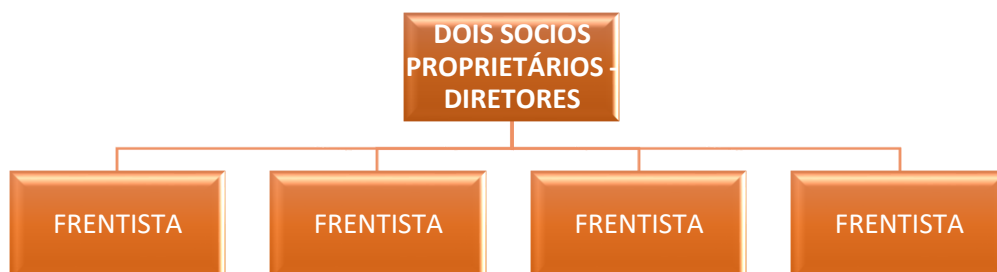 DOIS SOCIOS
PROPRIETÁRIOS -
DIRETORES
FRENTISTA
FRENTISTA
FRENTISTA
FRENTISTA